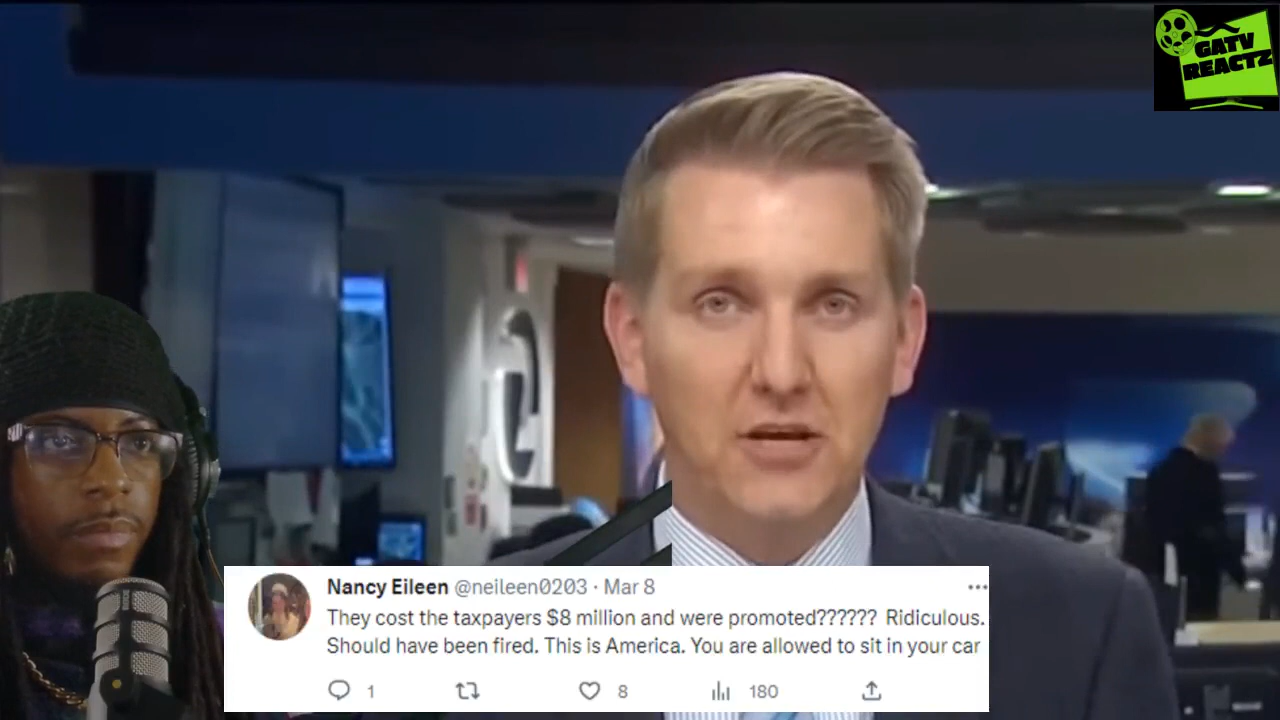 GATV
REACTZ
Nancy Eileen @neileen0203 · Mar 8
They cost the taxpayers $8 million and were promoted?????? Ridiculous.
Should have been fired. This is America. You are allowed to sit in your car
1
8
180